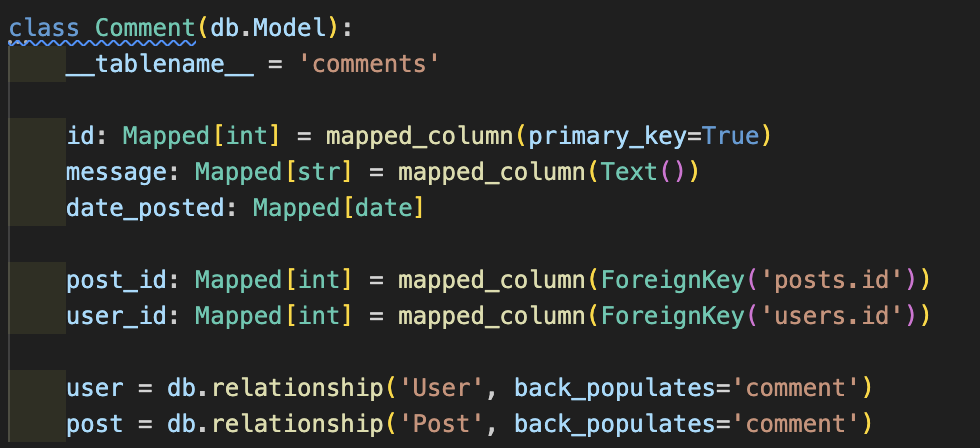 class Comment(db.Model):
    __tablename__ = 'comments'

    id: Mapped[int] = mapped_column(primary_key=True)
    message: Mapped[str] = mapped_column(Text())
    date_posted: Mapped[date]

    post_id: Mapped[int] = mapped_column(ForeignKey('posts.id'))
    user_id: Mapped[int] = mapped_column(ForeignKey('users.id'))

    user = db.relationship('User', back_populates='comment')
    post = db.relationship('Post', back_populates='comment')